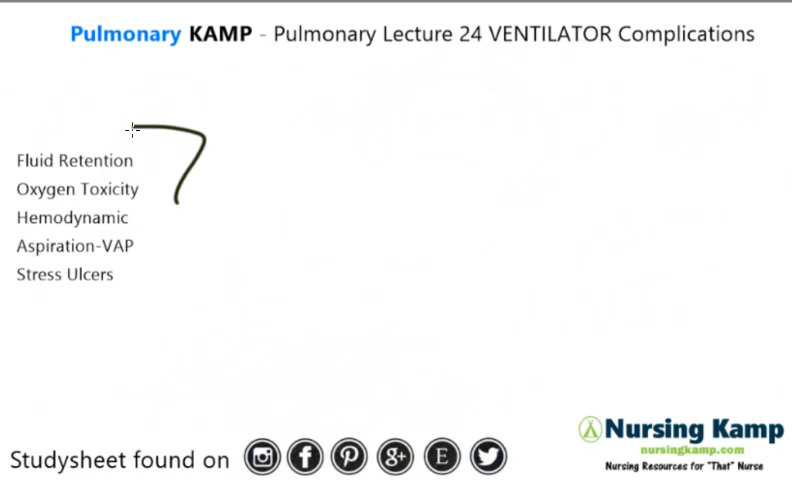 Pulmonary KAMP - Pulmonary Lecture 24 VENTILATOR Complications
Fluid Retention
Oxygen Toxicity
Hemodynamic
Aspiration-VAP
Stress Ulcers
Studysheet found on
8+
E
Nursing Kamp
nursingkamp.com
Nursing Resources for "That" Nurse